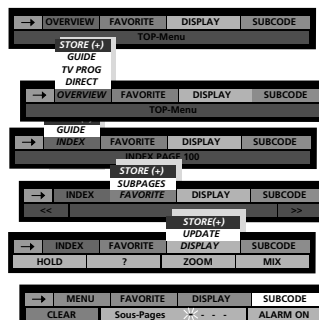 → OVERVIEW FAVORITE DISPLAY SUBCODE
TOP-Menu
STORE (+)
GUIDE
TV PROG
DIRECT
→ OVERVIEW FAVORITE DISPLAY SUBCODE
TOP-Menu
GUIDE
→ INDEX FAVORITE DISPLAY SUBCODE
INDEX PAGE 100
STORE (+)
SUBPAGES
→ INDEX FAVORITE DISPLAY SUBCODE
<< >>
STORE(+)
UPDATE
→ INDEX FAVORITE DISPLAY SUBCODE
HOLD ? ZOOM MIX
→ MENU FAVORITE DISPLAY SUBCODE
CLEAR Sous-Pages - - - ALARM ON